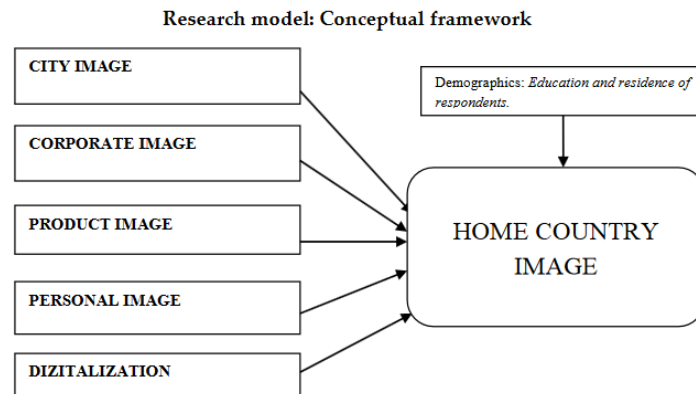 Research model: Conceptual framework
CITY IMAGE
Demographics: Education and residence of
respondents.
CORPORATE IMAGE
PRODUCT IMAGE
HOME COUNTRY
IMAGE
PERSONAL IMAGE
DIZITALIZATION